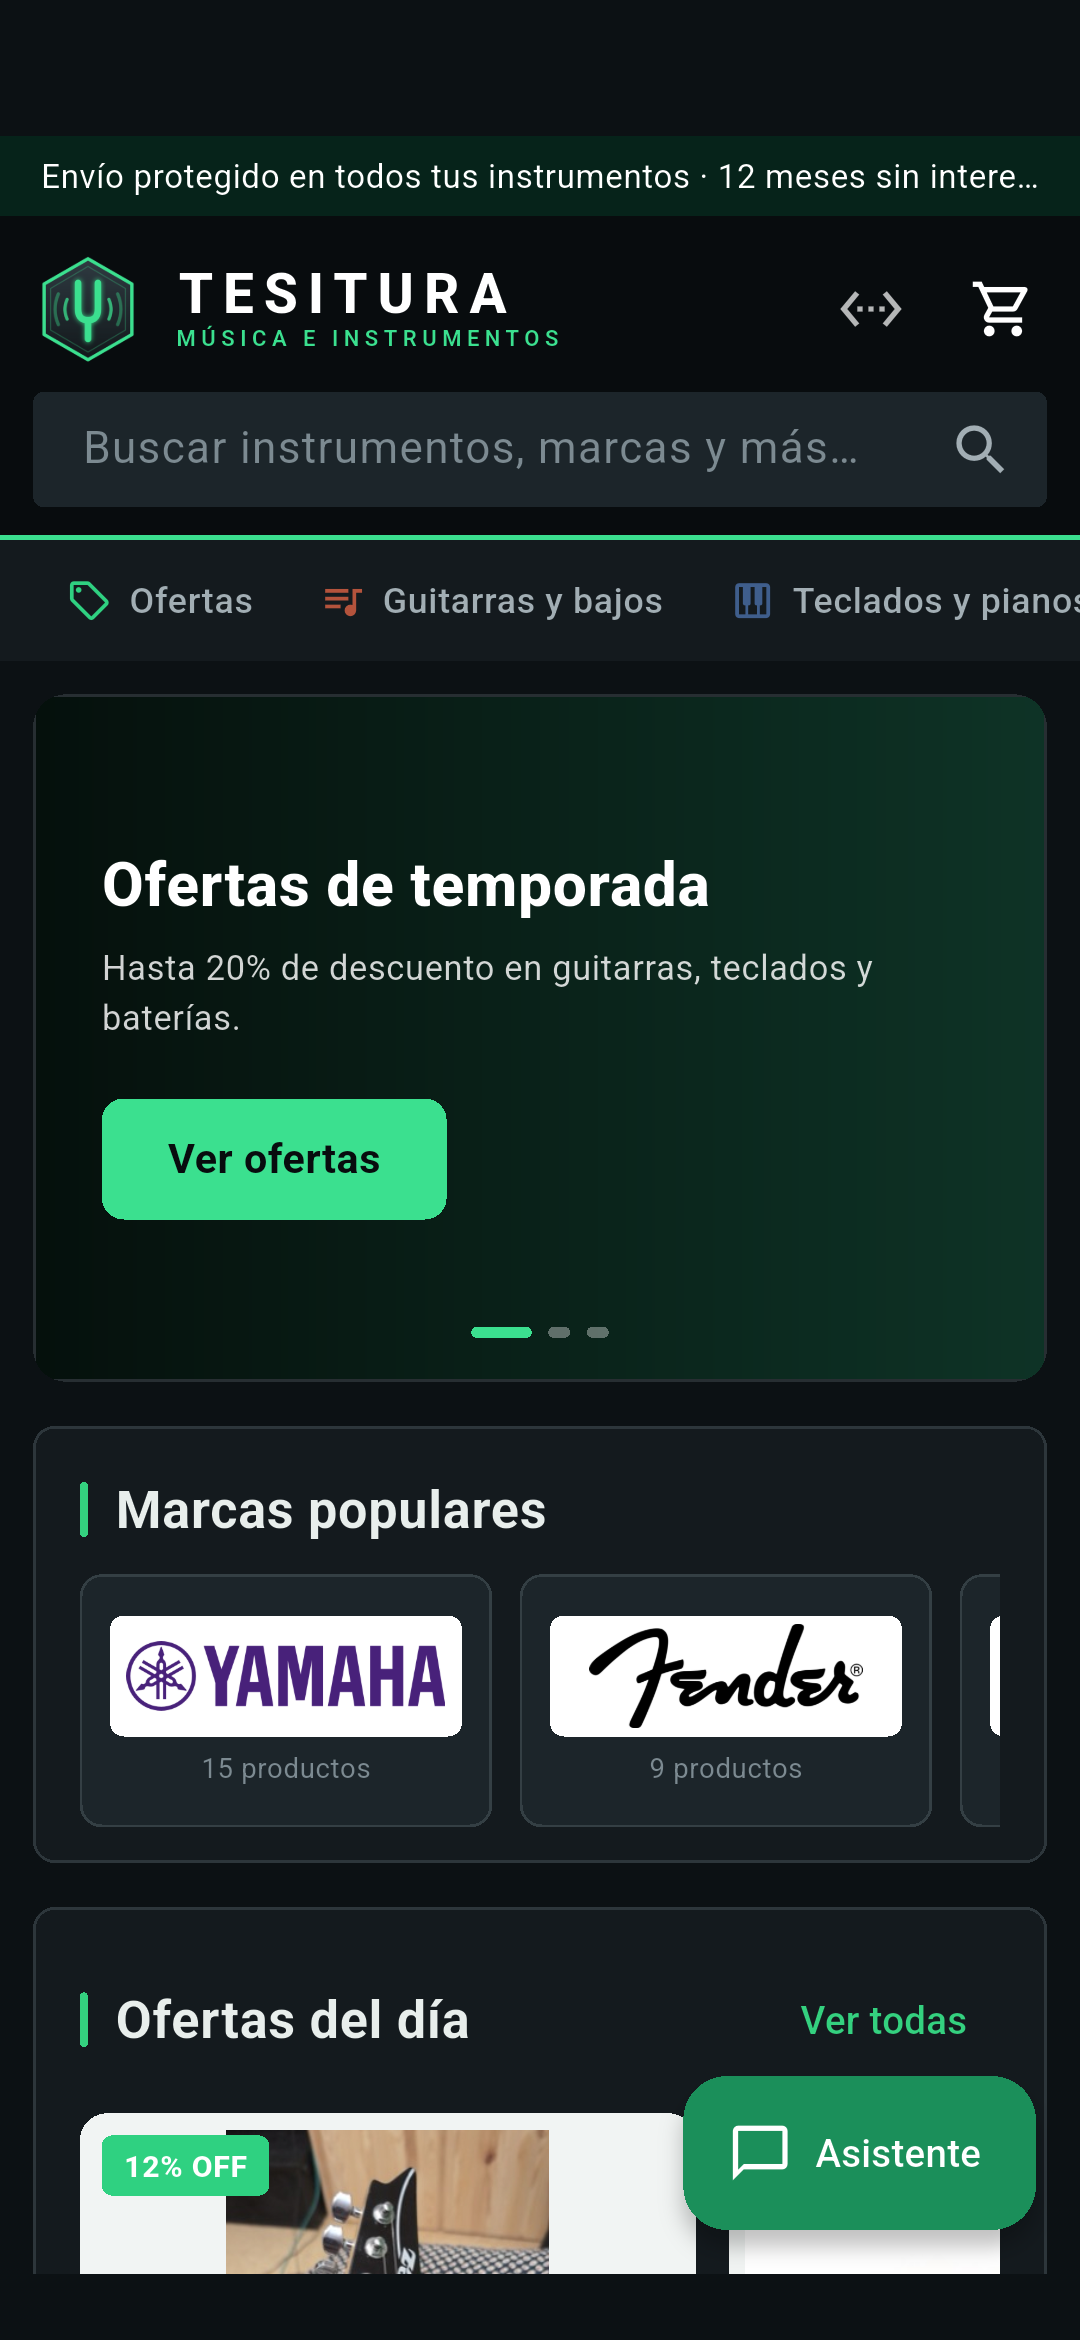 Envío protegido en todos tus instrumentos · 12 meses sin intere…
TESITURA
MÚSICA E INSTRUMENTOS
Buscar instrumentos, marcas y más…
Ofertas
Guitarras y bajos
Teclados y pianos
Ofertas de temporada
Hasta 20% de descuento en guitarras, teclados y
baterías.
Ver ofertas
Marcas populares
YAMAHA
Fender®
15 productos
9 productos
Ofertas del día
Ver todas
12% OFF
Asistente